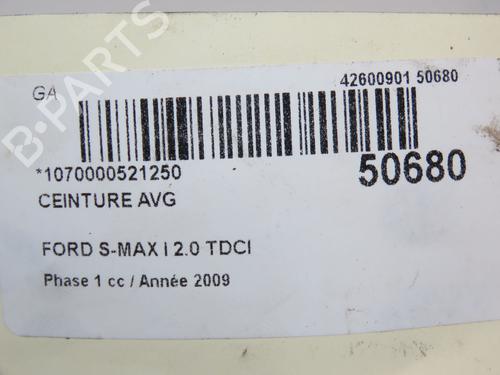 GA
42600901 50680
*1070000521250
50680
CEINTURE AVG
FORD S-MAX I 2.0 TDCI
Phase 1 cc / Année 2009
B-PARTS